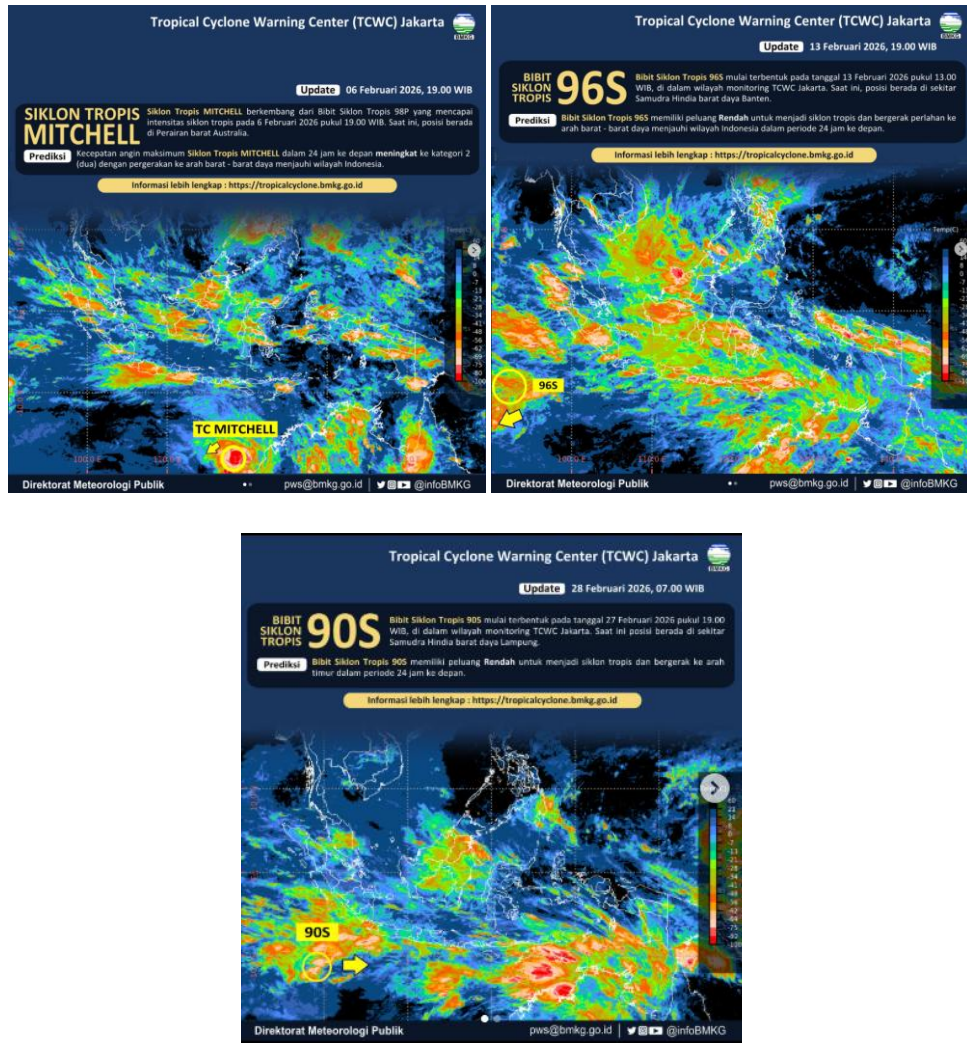 Tropical Cyclone Warning Center (TCWC) Jakarta
BMKG
Update 06 Februari 2026, 19.00 WIB
SIKLON TROPIS
MITCHELL
Siklon Tropis MITCHELL berkembang dari Bibit Siklon Tropis 98P yang mencapai
intensitas siklon tropis pada 6 Februari 2026 pukul 19.00 WIB. Saat ini, posisi berada
di Perairan barat Australia.
Prediksi Kecepatan angin maksimum Siklon Tropis MITCHELL dalam 24 jam ke depan meningkat ke kategori 2
(dua) dengan pergerakan ke arah barat - barat daya menjauhi wilayah Indonesia.
Informasi lebih lengkap : https://tropicalcyclone.bmkg.go.id
TC MITCHELL
Direktorat Meteorologi Publik
pws@bmkg.go.id | @infoBMKG
Tropical Cyclone Warning Center (TCWC) Jakarta
BMKG
Update 13 Februari 2026, 19.00 WIB
BIBIT
SIKLON
TROPIS
96S
Bibit Siklon Tropis 96S mulai terbentuk pada tanggal 13 Februari 2026 pukul 13.00
WIB, di dalam wilayah monitoring TCWC Jakarta. Saat ini, posisi berada di sekitar
Samudra Hindia barat daya Banten.
Prediksi Bibit Siklon Tropis 96S memiliki peluang Rendah untuk menjadi siklon tropis dan bergerak perlahan ke
arah barat - barat daya menjauhi wilayah Indonesia dalam periode 24 jam ke depan.
Informasi lebih lengkap : https://tropicalcyclone.bmkg.go.id
96S
Direktorat Meteorologi Publik
pws@bmkg.go.id | @infoBMKG
Tropical Cyclone Warning Center (TCWC) Jakarta
BMKG
Update 28 Februari 2026, 07.00 WIB
BIBIT
SIKLON
TROPIS
90S
Bibit Siklon Tropis 90S mulai terbentuk pada tanggal 27 Februari 2026 pukul 19.00
WIB, di dalam wilayah monitoring TCWC Jakarta. Saat ini posisi berada di sekitar
Samudra Hindia barat daya Lampung.
Prediksi Bibit Siklon Tropis 90S memiliki peluang Rendah untuk menjadi siklon tropis dan bergerak ke arah
timur dalam periode 24 jam ke depan.
Informasi lebih lengkap : https://tropicalcyclone.bmkg.go.id
90S
Direktorat Meteorologi Publik
pws@bmkg.go.id | @infoBMKG